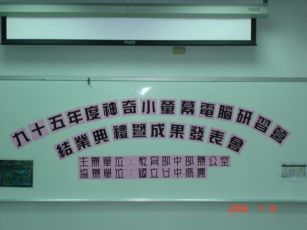 九十五年度神奇小螢幕電腦研習營
結業典禮暨成果發表會
主辦單位：教育部中部辦公室
協辦單位：國立台中高農